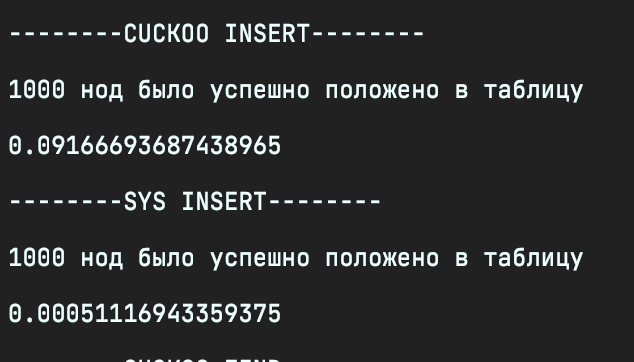 --------CUCKOO INSERT--------
1000 нод было успешно положено в таблицу
0.09166693687438965
--------SYS INSERT--------
1000 нод было успешно положено в таблицу
0.00051116943359375